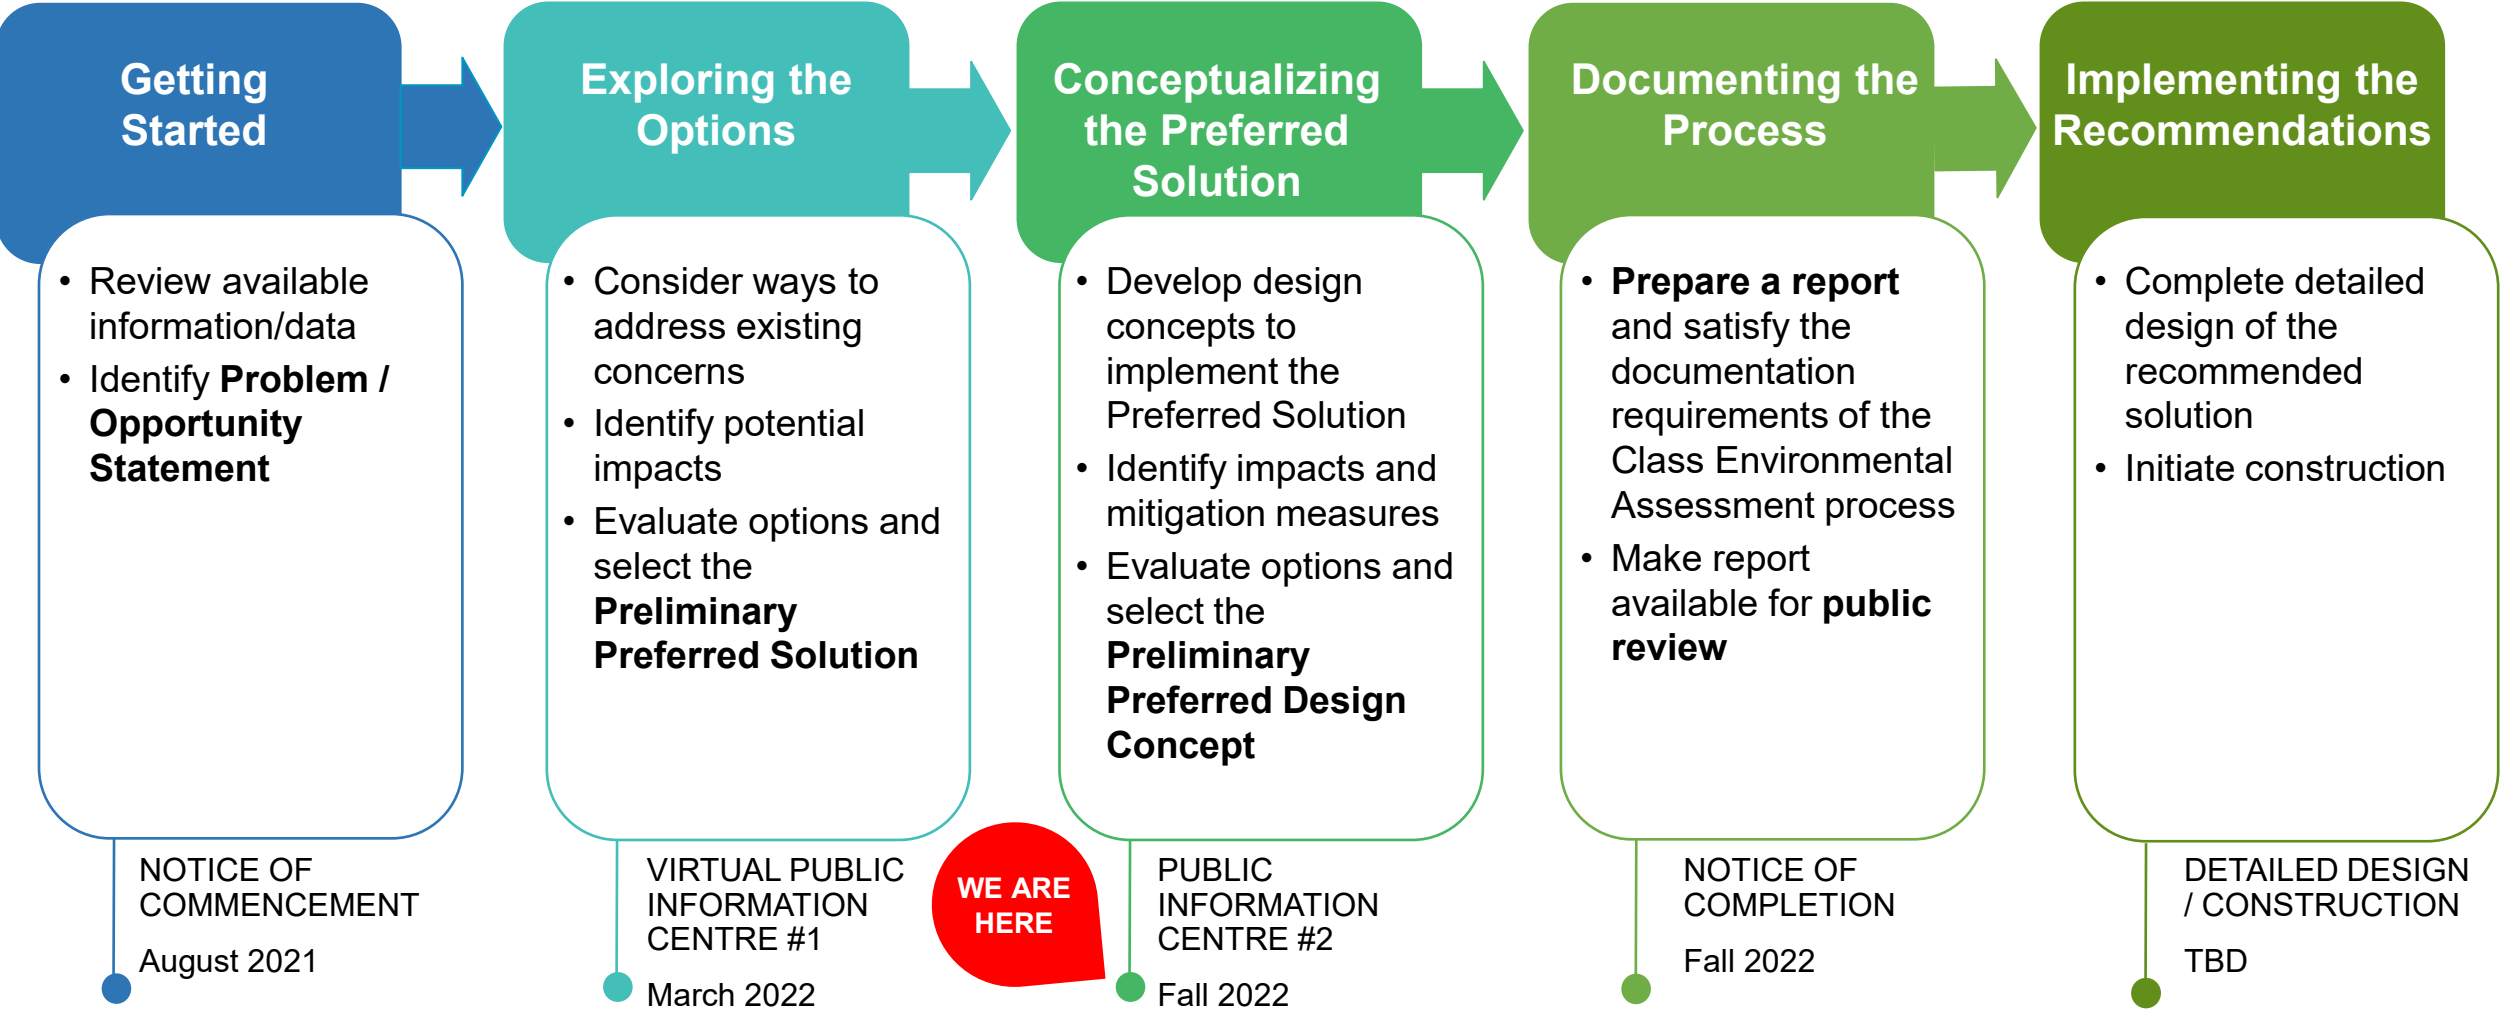 Getting
Started
Exploring the
Options
Conceptualizing
the Preferred
Solution
Documenting the
Process
Implementing the
Recommendations
• Review available
information/data
• Identify Problem /
Opportunity
Statement
• Consider ways to
address existing
concerns
• Identify potential
impacts
• Evaluate options and
select the
Preliminary
Preferred Solution
• Develop design
concepts to
implement the
Preferred Solution
• Identify impacts and
mitigation measures
• Evaluate options and
select the
Preliminary
Preferred Design
Concept
• Prepare a report
and satisfy the
documentation
requirements of the
Class Environmental
Assessment process
• Make report
available for public
review
• Complete detailed
design of the
recommended
solution
• Initiate construction
NOTICE OF
COMMENCEMENT
August 2021
VIRTUAL PUBLIC
INFORMATION
CENTRE #1
March 2022
WE ARE
HERE
PUBLIC
INFORMATION
CENTRE #2
Fall 2022
NOTICE OF
COMPLETION
Fall 2022
DETAILED DESIGN
/ CONSTRUCTION
TBD